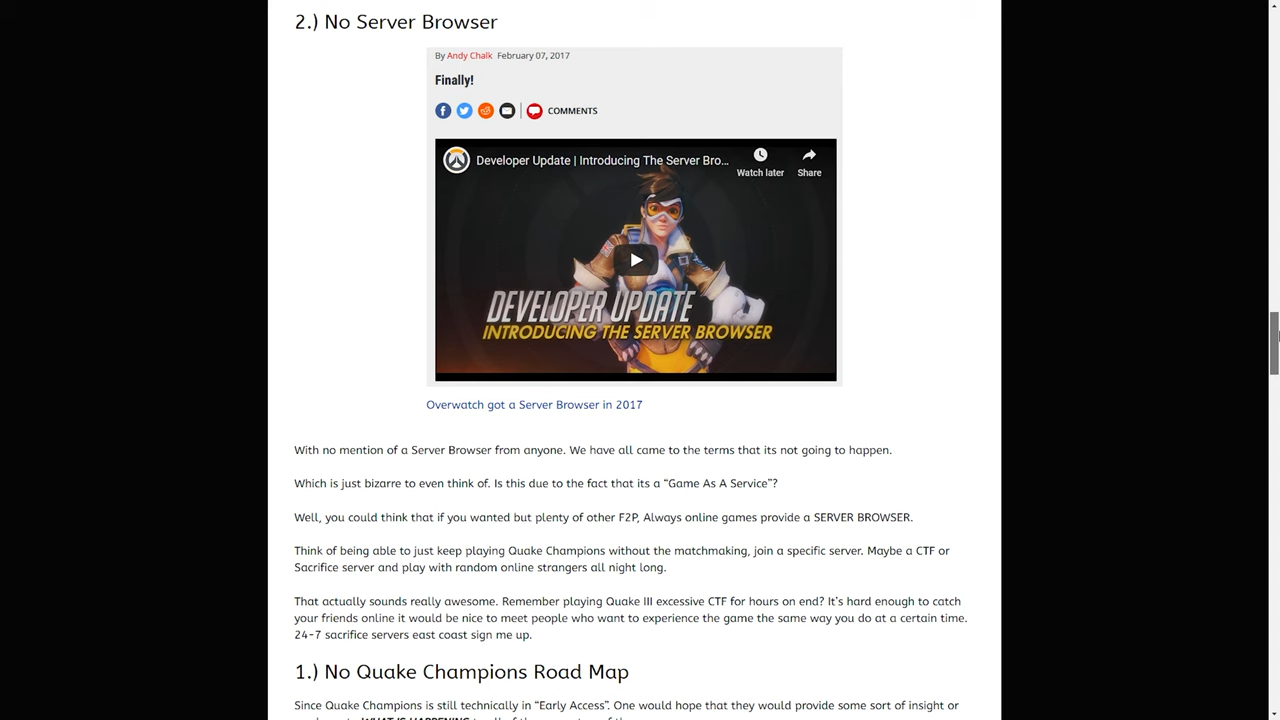 2.) No Server Browser
By Andy Chalk February 07, 2017
Finally!
COMMENTS
Developer Update | Introducing The Server Bro...
Watch later
Share
DEVELOPER UPDATE
INTRODUCING THE SERVER BROWSER
Overwatch got a Server Browser in 2017
With no mention of a Server Browser from anyone. We have all came to the terms that its not going to happen.
Which is just bizarre to even think of. Is this due to the fact that its a “Game As A Service”?
Well, you could think that if you wanted but plenty of other F2P, Always online games provide a SERVER BROWSER.
Think of being able to just keep playing Quake Champions without the matchmaking, join a specific server. Maybe a CTF or
Sacrifice server and play with random online strangers all night long.
That actually sounds really awesome. Remember playing Quake III excessive CTF for hours on end? It’s hard enough to catch
your friends online it would be nice to meet people who want to experience the game the same way you do at a certain time.
24-7 sacrifice servers east coast sign me up.
1.) No Quake Champions Road Map
Since Quake Champions is still technically in “Early Access”. One would hope that they would provide some sort of insight or
WHAT IS HAPPENING